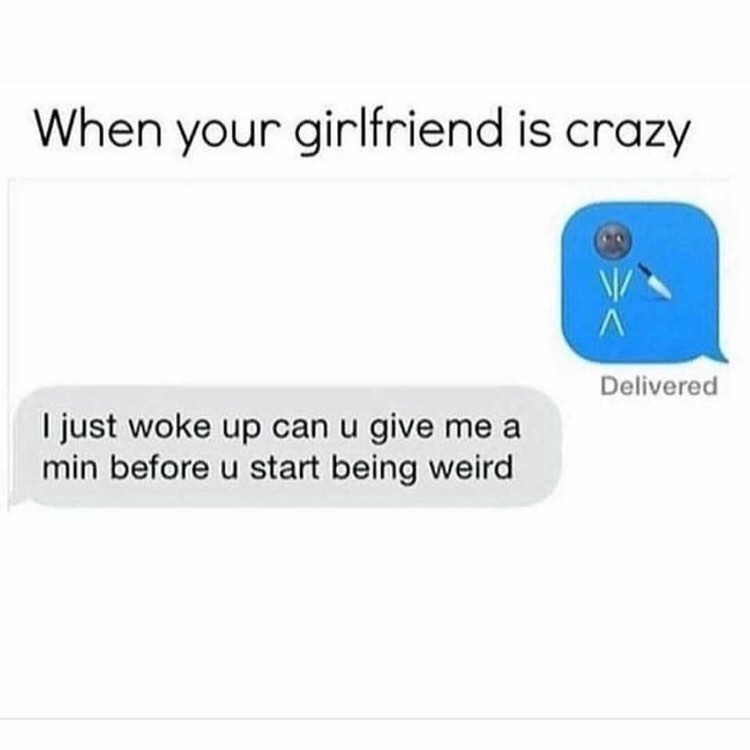 When your girlfriend is crazy
🌚
\|/🔪
/\
Delivered
I just woke up can u give me a
min before u start being weird